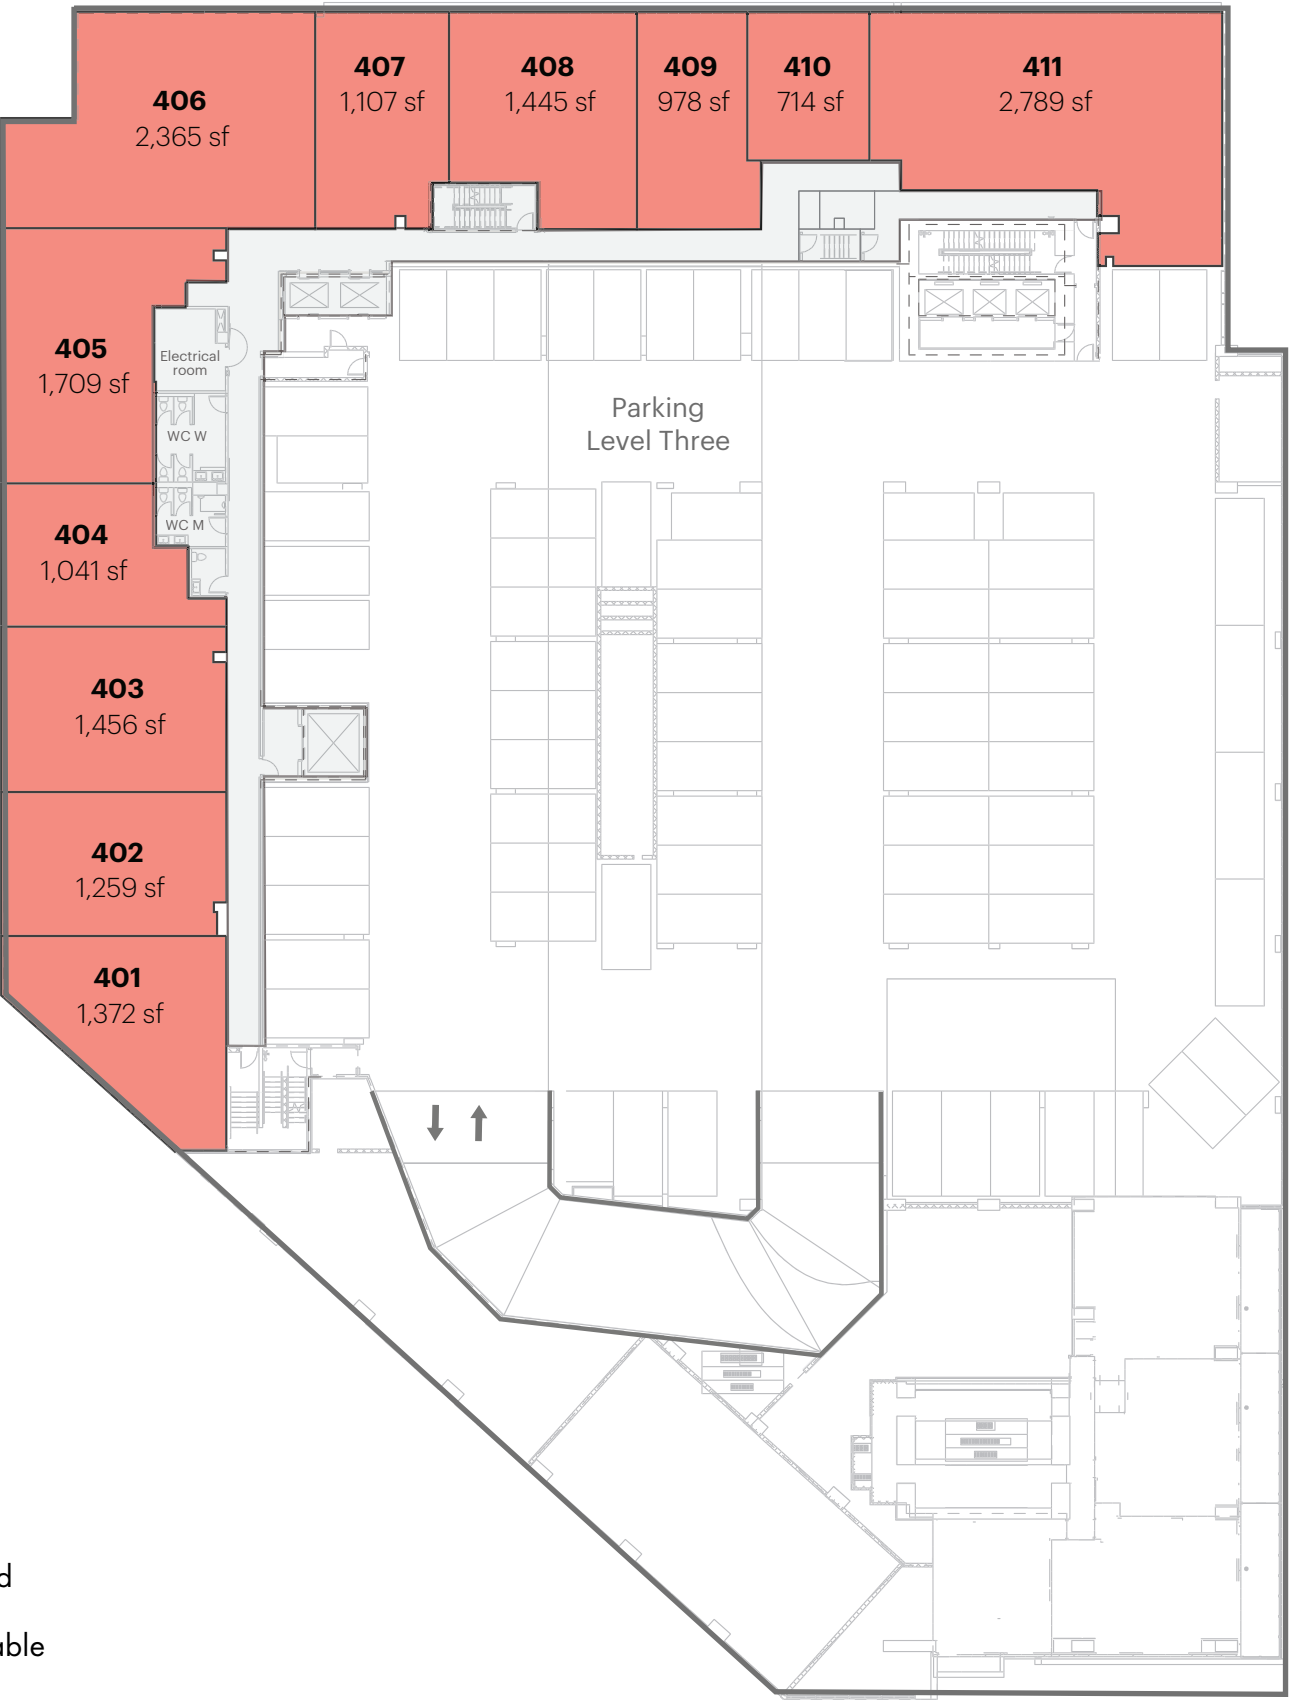 406
2,365 sf
407
1,107 sf
408
1,445 sf
409
978 sf
410
714 sf
411
2,789 sf
405
1,709 sf
Electrical
room
WC W
Parking
Level Three
404
1,041 sf
WC M
403
1,456 sf
402
1,259 sf
401
1,372 sf
d
able